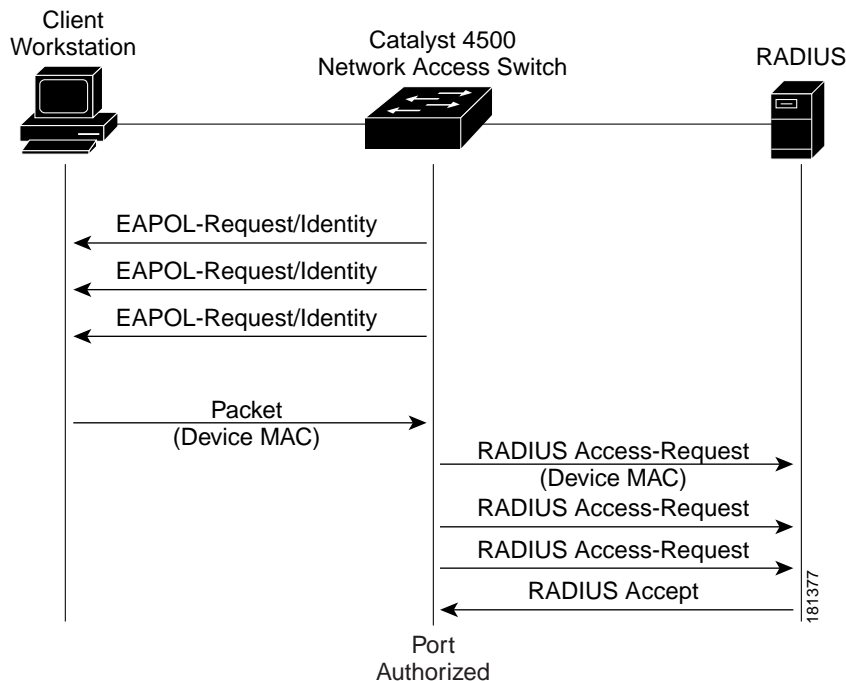 Client
Workstation
Catalyst 4500
Network Access Switch
RADIUS
EAPOL-Request/Identity
EAPOL-Request/Identity
EAPOL-Request/Identity
Packet
(Device MAC)
RADIUS Access-Request
(Device MAC)
RADIUS Access-Request
RADIUS Access-Request
RADIUS Accept
181377
Port
Authorized